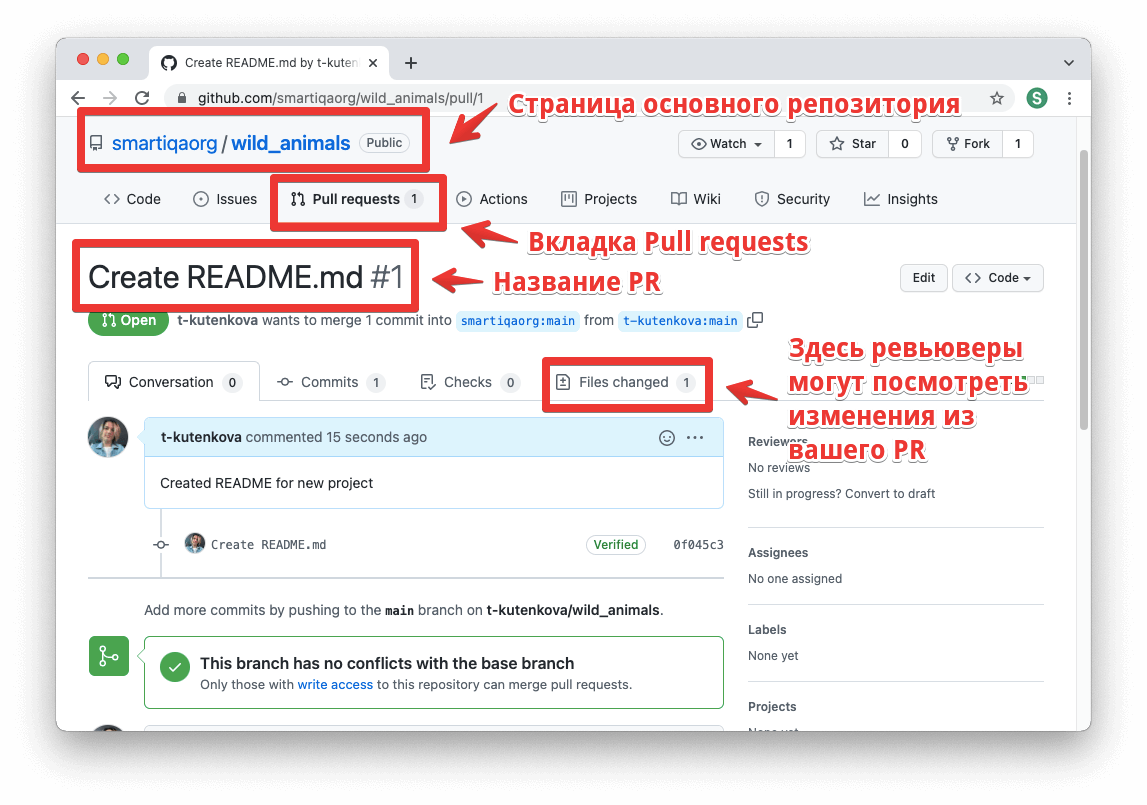 Create README.md by t-kuten
github.com/smartiqaorg/wild_animals/pull/1
S
Страница основного репозитория
smartiqaorg / wild_animals Public
Watch 1 Star 0 Fork 1
Code Issues Pull requests 1 Actions Projects Wiki Security Insights
Вкладка Pull requests
Create README.md #1
Название PR
Edit Code
Open t-kutenkova wants to merge 1 commit into smartiqaorg:main from t-kutenkova:main
Здесь ревьюверы
могут посмотреть
изменения из
вашего PR
Conversation 0 Commits 1 Checks 0 Files changed 1
t-kutenkova commented 15 seconds ago
Created README for new project
Create README.md Verified 0f045c3
Add more commits by pushing to the main branch on t-kutenkova/wild_animals.
This branch has no conflicts with the base branch
Only those with write access to this repository can merge pull requests.
Reviewers
No reviews
Still in progress? Convert to draft
Assignees
No one assigned
Labels
None yet
Projects